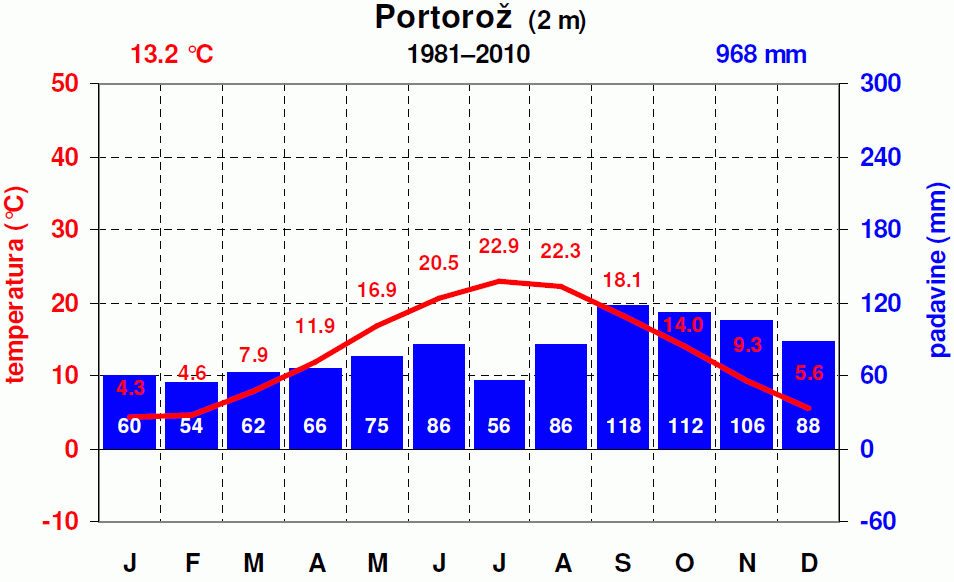 Portorož (2 m)
13.2 °C 1981–2010 968 mm
50 300
40 240
30 180
20 120
10 60
0 0
-10 -60
temperatura (°C)
padavine (mm)
4.3 4.6 7.9 11.9 16.9 20.5 22.9 22.3 18.1 14.0 9.3 5.6
60 54 62 66 75 86 56 86 118 112 106 88
J F M A M J J A S O N D